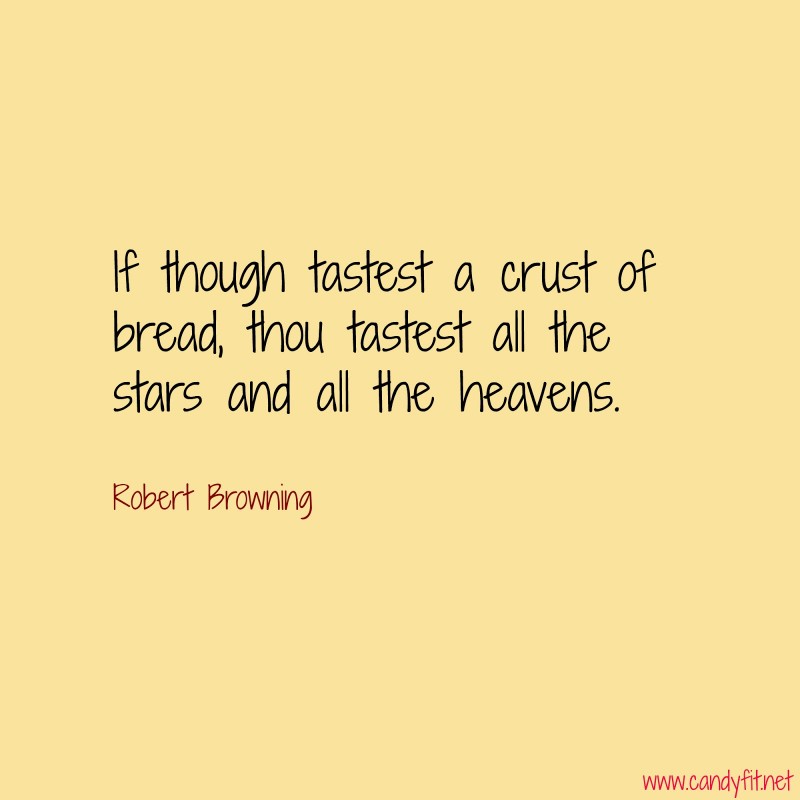 If though tastest a crust of
bread, thou tastest all the
stars and all the heavens.
Robert Browning
www.candyfit.net